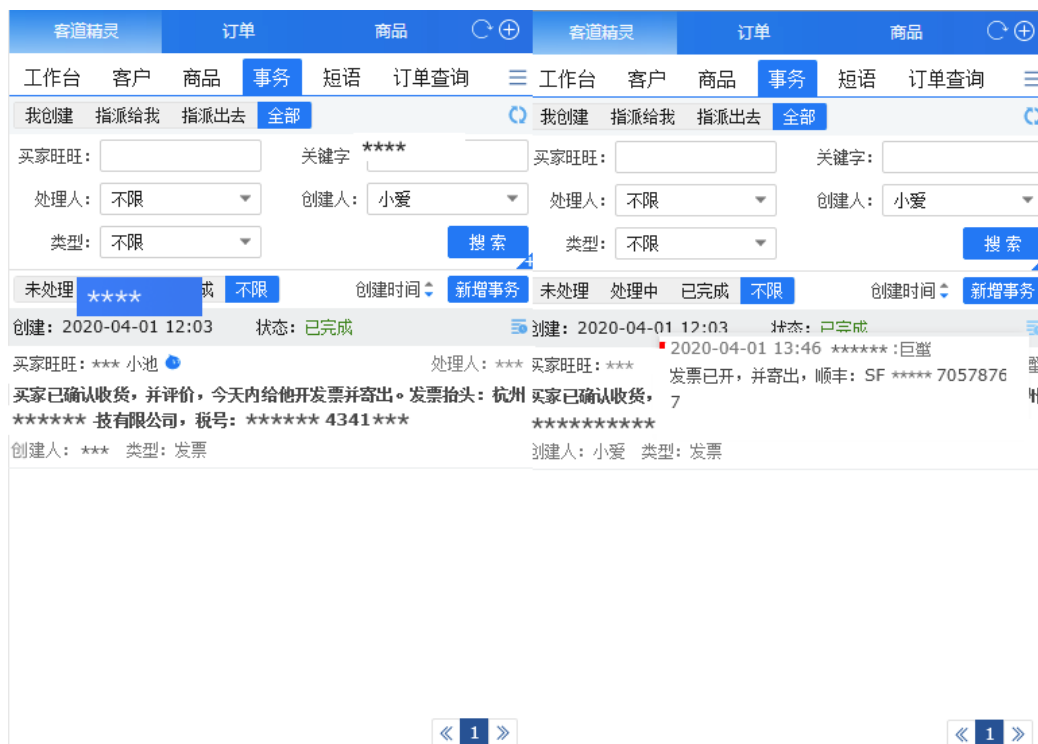 客道精灵 订单 商品
工作台 客户 商品 事务 短语 订单查询
我创建 指派给我 指派出去 全部
买家旺旺： 关键字 ****
处理人： 不限 创建人： 小爱
类型： 不限 搜索
未处理 **** 成 不限 创建时间 新增事务
创建：2020-04-01 12:03 状态：已完成
买家旺旺：*** 小池 处理人：***
买家已确认收货，并评价，今天内给他开发票并寄出。发票抬头：杭州
****** 技有限公司，税号：****** 4341***
创建人：*** 类型：发票
« 1 »
客道精灵 订单 商品
工作台 客户 商品 事务 短语 订单查询
我创建 指派给我 指派出去 全部
买家旺旺： 关键字：
处理人： 不限 创建人： 小爱
类型： 不限 搜索
未处理 处理中 已完成 不限 创建时间 新增事务
创建：2020-04-01 12:03 状态：已完成
2020-04-01 13:46 ******:巨蟹
买家旺旺：***
发票已开，并寄出，顺丰：SF *****7057876
7
买家已确认收货，
**********
创建人：小爱 类型：发票
« 1 »